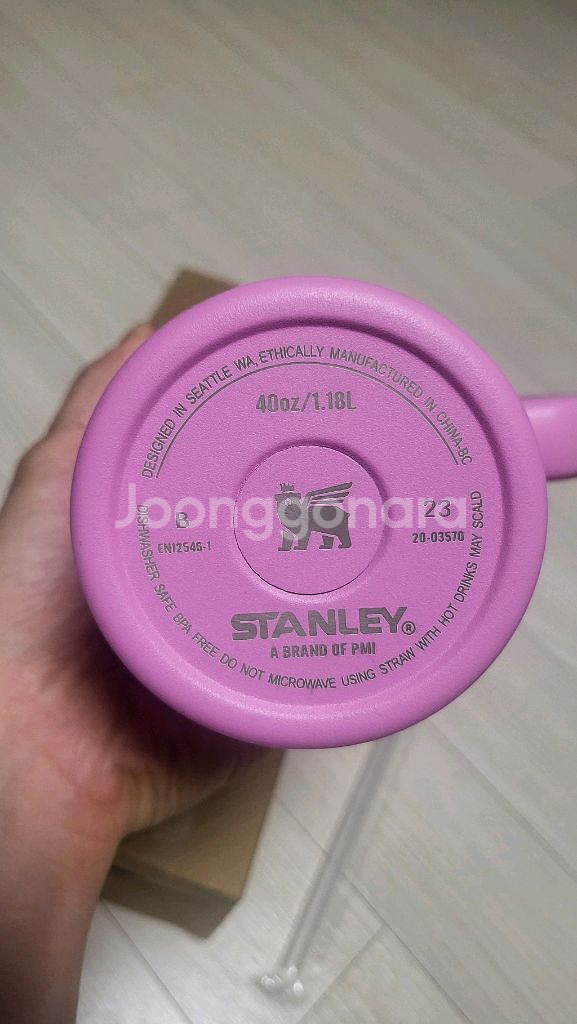 DESIGNED IN SEATTLE WA, ETHICALLY MANUFACTURED IN CHINA-BC
40oz/1.18L
Joonggonara
B
23
EN12546-1
20-03570
STANLEY®
A BRAND OF PMI
DISHWASHER SAFE BPA FREE DO NOT MICROWAVE USING STRAW WITH HOT DRINKS MAY SCALD